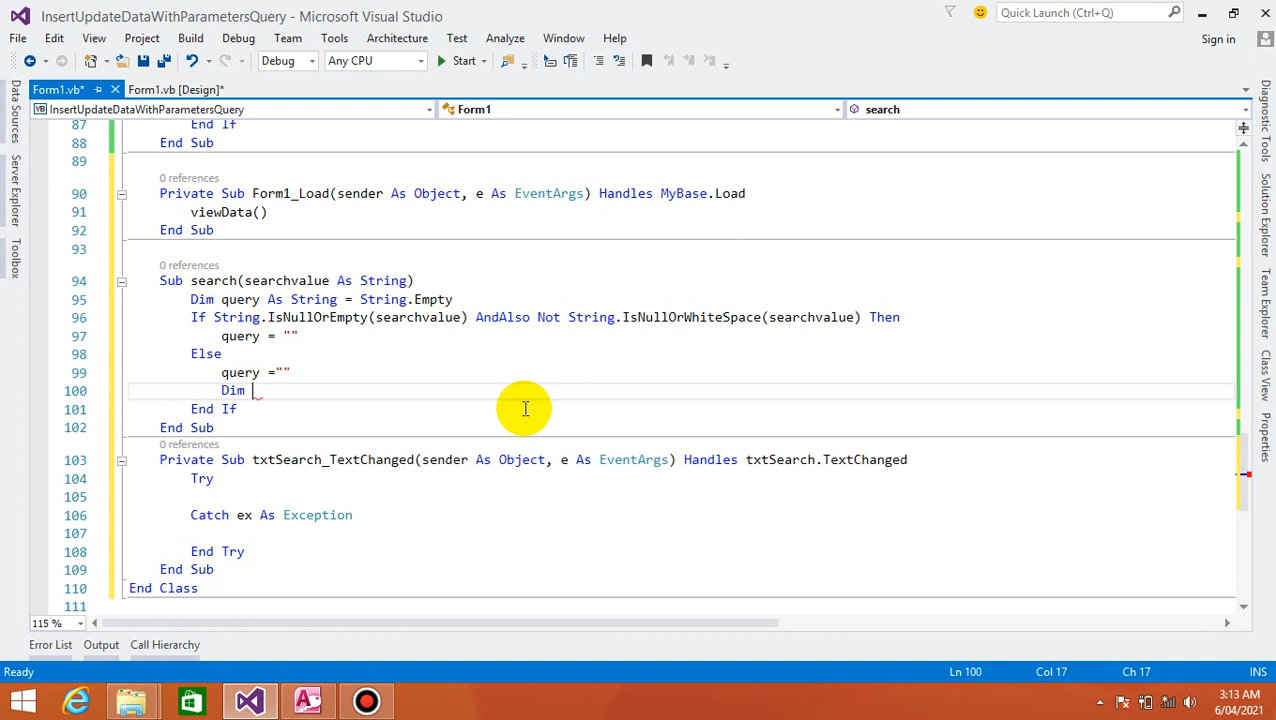 InsertUpdateDataWithParametersQuery - Microsoft Visual Studio
Quick Launch (Ctrl+Q)
File Edit View Project Build Debug Team Tools Architecture Test Analyze Window Help
Sign in
Debug Any CPU Start
Form1.vb* Form1.vb [Design]*
InsertUpdateDataWithParametersQuery Form1 search
87 End If
88 End Sub
89
0 references
90 Private Sub Form1_Load(sender As Object, e As EventArgs) Handles MyBase.Load
91 viewData()
92 End Sub
93
0 references
94 Sub search(searchvalue As String)
95 Dim query As String = String.Empty
96 If String.IsNullOrEmpty(searchvalue) AndAlso Not String.IsNullOrWhiteSpace(searchvalue) Then
97 query = ""
98 Else
99 query =""
100 Dim
101 End If
102 End Sub
0 references
103 Private Sub txtSearch_TextChanged(sender As Object, e As EventArgs) Handles txtSearch.TextChanged
104 Try
105
106 Catch ex As Exception
107
108 End Try
109 End Sub
110 End Class
111
115 %
Error List Output Call Hierarchy
Ready Ln 100 Col 17 Ch 17 INS
Data Sources
Server Explorer
Toolbox
Diagnostic Tools
Solution Explorer
Team Explorer
Class View
Properties
3:13 AM
6/04/2021